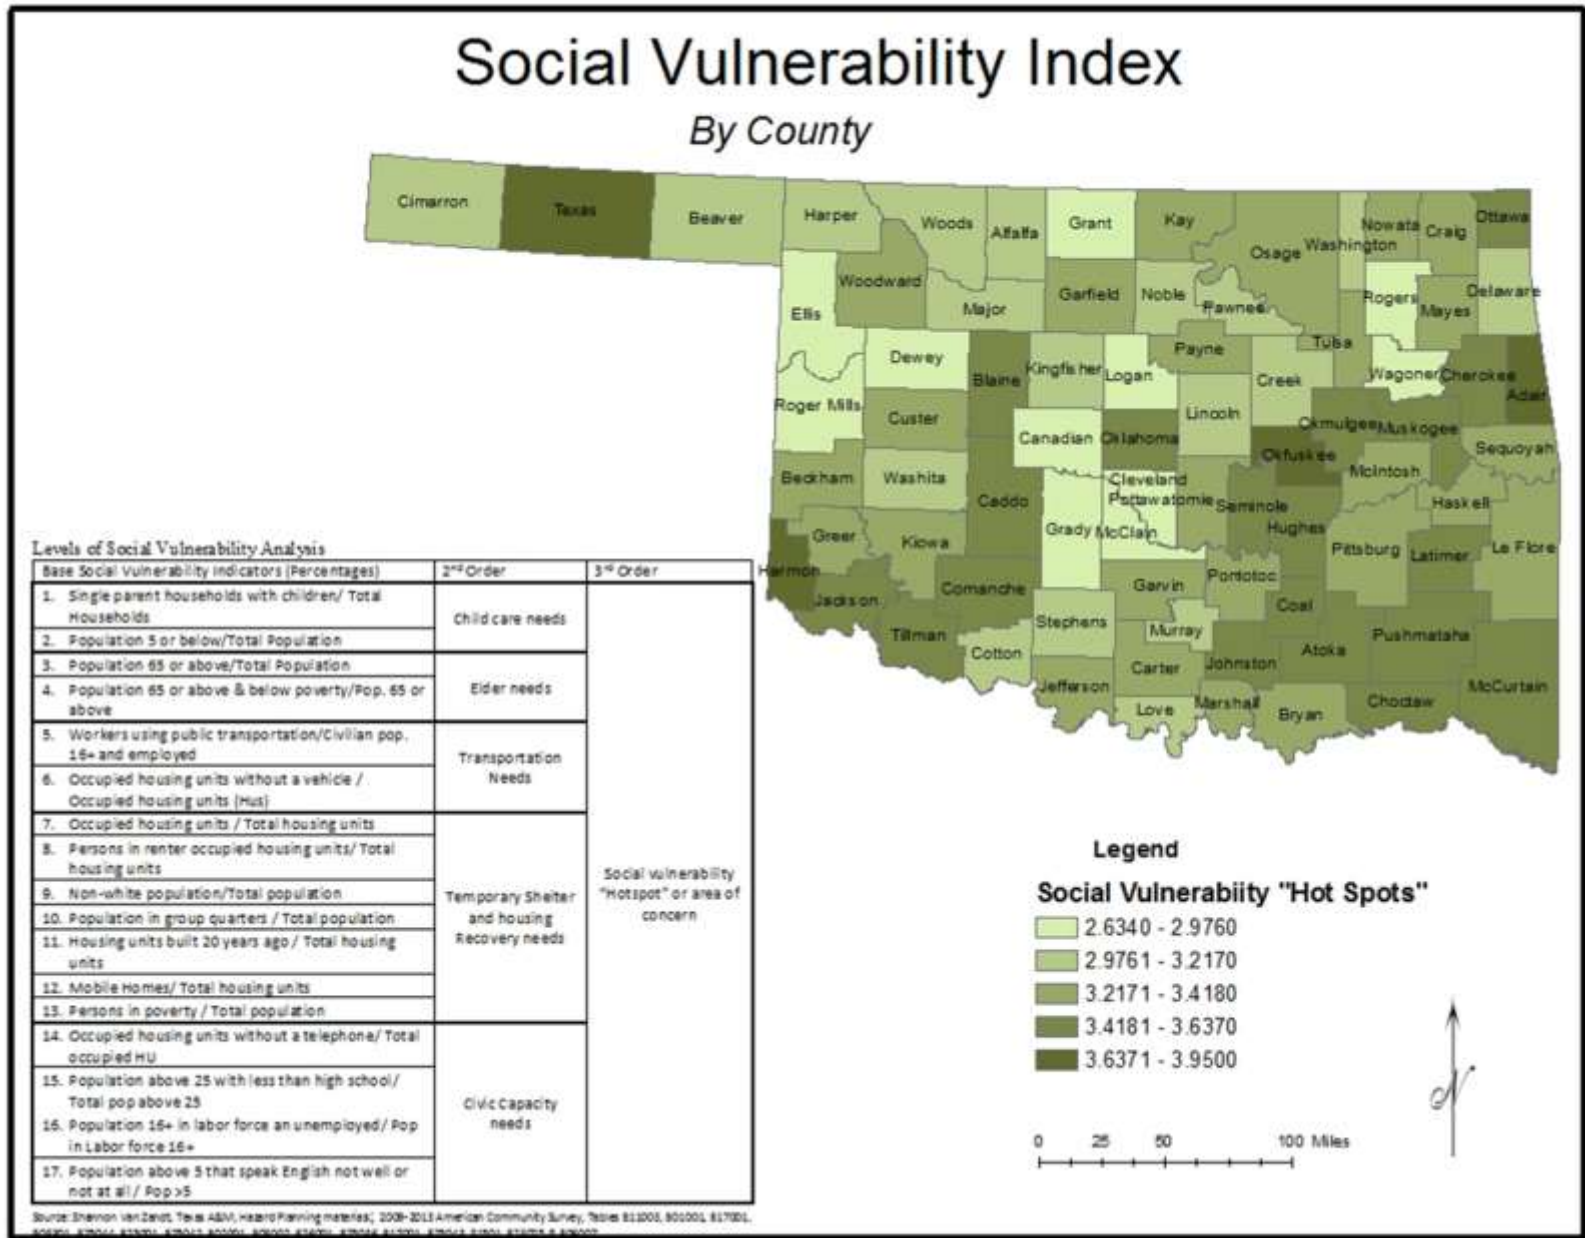 Social Vulnerability Index
By County
Cimarron
Texas
Beaver
Harper
Woods
Alfalfa
Grant
Kay
Osage
Washington
Nowata
Craig
Ottawa
Woodward
Ellis
Major
Garfield
Noble
Pawnee
Rogers
Mayes
Delaware
Dewey
Blaine
Kingfisher
Logan
Payne
Tulsa
Creek
Wagoner
Cherokee
Adair
Roger Mills
Custer
Canadian
Oklahoma
Lincoln
Okmulgee
Muskogee
Okfuskee
Sequoyah
McIntosh
Beckham
Washita
Caddo
Cleveland
Pottawatomie
Seminole
Haskell
Greer
Kiowa
Grady
McClain
Hughes
Pittsburg
Latimer
Le Flore
Harmon
Jackson
Comanche
Garvin
Pontotoc
Coal
Tillman
Stephens
Murray
Cotton
Carter
Johnston
Atoka
Pushmataha
Jefferson
Love
Marshall
Bryan
Choctaw
McCurtain
Levels of Social Vulnerability Analysis
Base Social Vulnerability Indicators (Percentages)
2nd Order
3rd Order
1. Single parent households with children/ Total
Households
2. Population 5 or below/Total Population
Child care needs
3. Population 65 or above/Total Population
4. Population 65 or above & below poverty/Pop. 65 or
above
Elder needs
5. Workers using public transportation/Civilian pop.
16+ and employed
6. Occupied housing units without a vehicle /
Occupied housing units (Hus)
Transportation
Needs
7. Occupied housing units / Total housing units
8. Persons in renter occupied housing units/ Total
housing units
9. Non-white population/Total population
10. Population in group quarters / Total population
11. Housing units built 20 years ago / Total housing
units
12. Mobile Homes/ Total housing units
13. Persons in poverty / Total population
Temporary Shelter
and housing
Recovery needs
14. Occupied housing units without a telephone/ Total
occupied HU
15. Population above 25 with less than high school/
Total pop above 25
16. Population 16+ in labor force an unemployed/ Pop
in Labor force 16+
17. Population above 5 that speak English not well or
not at all / Pop >5
Civic Capacity
needs
Social vulnerability
"Hotspot" or area of
concern
Source: Shannon Van Zandt, Texas A&M, Hazard Planning materials; 2009-2013 American Community Survey, Tables
Legend
Social Vulnerabiity "Hot Spots"
2.6340 - 2.9760
2.9761 - 3.2170
3.2171 - 3.4180
3.4181 - 3.6370
3.6371 - 3.9500
0 25 50 100 Miles
N